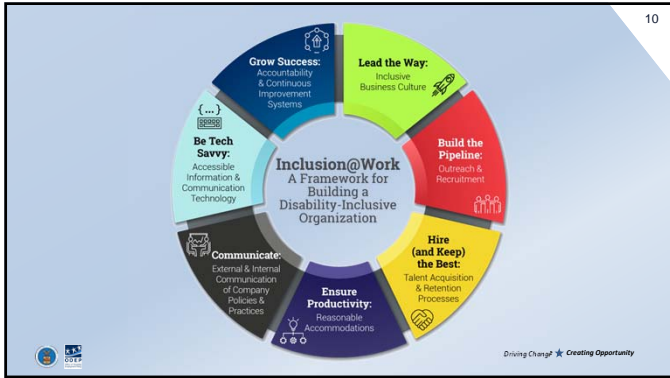 10
Inclusion@Work
A Framework for
Building a
Disability-Inclusive
Organization
Lead the Way:
Inclusive
Business Culture
Build the
Pipeline:
Outreach &
Recruitment
Hire
(and Keep)
the Best:
Talent Acquisition
& Retention
Processes
Ensure
Productivity:
Reasonable
Accommodations
Communicate:
External & Internal
Communication
of Company
Policies &
Practices
{...}
Be Tech
Savvy:
Accessible
Information &
Communication
Technology
Grow Success:
Accountability
& Continuous
Improvement
Systems
ODEP
Driving Change ★ Creating Opportunity